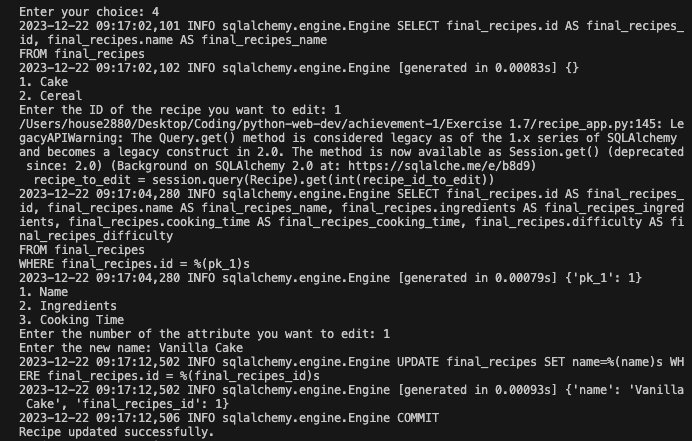 Enter your choice: 4
2023-12-22 09:17:02,101 INFO sqlalchemy.engine.Engine SELECT final_recipes.id AS final_recipes_
id, final_recipes.name AS final_recipes_name
FROM final_recipes
2023-12-22 09:17:02,102 INFO sqlalchemy.engine.Engine [generated in 0.00083s] {}
1. Cake
2. Cereal
Enter the ID of the recipe you want to edit: 1
/Users/house2880/Desktop/Coding/python-web-dev/achievement-1/Exercise 1.7/recipe_app.py:145: Le
gacyAPIWarning: The Query.get() method is considered legacy as of the 1.x series of SQLAlchemy
and becomes a legacy construct in 2.0. The method is now available as Session.get() (deprecated
 since: 2.0) (Background on SQLAlchemy 2.0 at: https://sqlalche.me/e/b8d9)
  recipe_to_edit = session.query(Recipe).get(int(recipe_id_to_edit))
2023-12-22 09:17:04,280 INFO sqlalchemy.engine.Engine SELECT final_recipes.id AS final_recipes_
id, final_recipes.name AS final_recipes_name, final_recipes.ingredients AS final_recipes_ingred
ients, final_recipes.cooking_time AS final_recipes_cooking_time, final_recipes.difficulty AS fi
nal_recipes_difficulty
FROM final_recipes
WHERE final_recipes.id = %(pk_1)s
2023-12-22 09:17:04,280 INFO sqlalchemy.engine.Engine [generated in 0.00079s] {'pk_1': 1}
1. Name
2. Ingredients
3. Cooking Time
Enter the number of the attribute you want to edit: 1
Enter the new name: Vanilla Cake
2023-12-22 09:17:12,502 INFO sqlalchemy.engine.Engine UPDATE final_recipes SET name=%(name)s WH
ERE final_recipes.id = %(final_recipes_id)s
2023-12-22 09:17:12,502 INFO sqlalchemy.engine.Engine [generated in 0.00093s] {'name': 'Vanilla
 Cake', 'final_recipes_id': 1}
2023-12-22 09:17:12,506 INFO sqlalchemy.engine.Engine COMMIT
Recipe updated successfully.